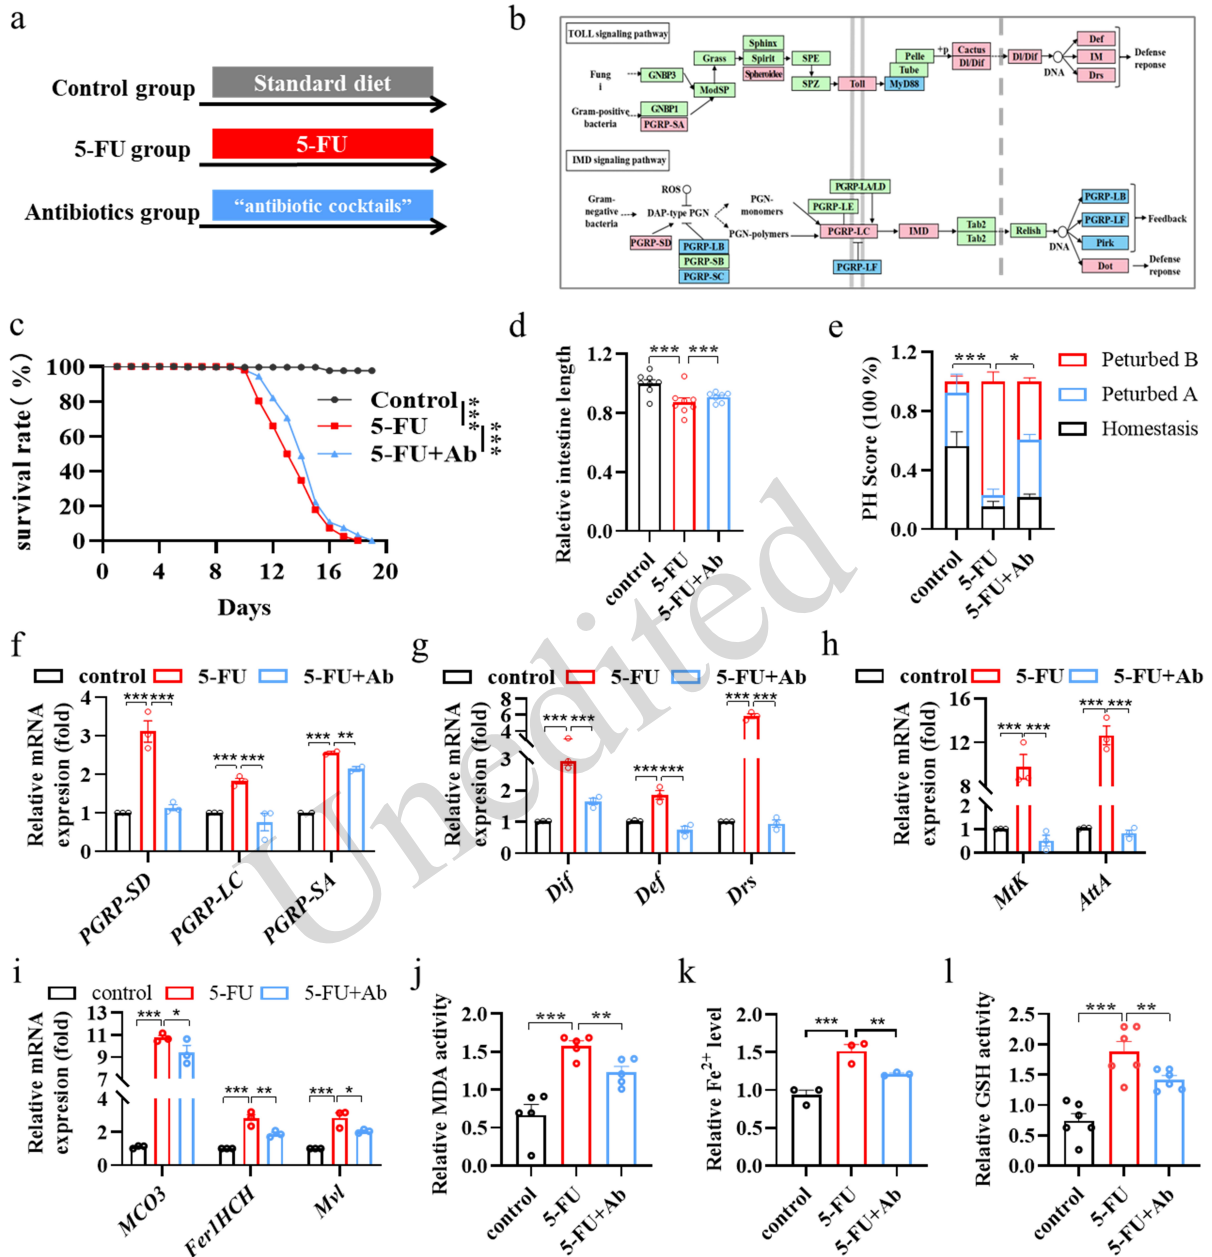 a
Control group
Standard diet
5-FU group
5-FU
Antibiotics group
“antibiotic cocktails”
b
TOLL signaling pathway
Fung
i
Gram-positive
bacteria
GNBP3
GNBP1
PGRP-SA
ModSP
Grass
Sphinx
Spirit
Spheroidee
SPE
SPZ
Toll
Pelle
Tube
MyD88
+p
Cactus
Dl/Dif
Dl/Dif
DNA
Def
IM
Drs
Defense
reponse
IMD signaling pathway
Gram-
negative
bacteria
ROS
DAP-type PGN
PGRP-SD
PGRP-LB
PGRP-SB
PGRP-SC
PGN-
monomers
PGN-polymers
PGRP-LA/LD
PGRP-LE
PGRP-LC
PGRP-LF
IMD
Tab2
Tab2
Relish
DNA
PGRP-LB
PGRP-LF
Pirk
Dot
Feedback
Defense
reponse
c
survival rate( %)
100
80
60
40
20
0
0 4 8 12 16 20
Days
Control
5-FU
5-FU+Ab
***
***
d
Raletive intestine length
1.2
0.8
0.4
0.0
*** ***
control
5-FU
5-FU+Ab
e
PH Score (100 %)
1.2
0.8
0.4
0.0
*** *
control
5-FU
5-FU+Ab
Peturbed B
Peturbed A
Homestasis
f
control 5-FU 5-FU+Ab
Relative mRNA
expresion (fold)
4
3
2
1
0
*** ***
*** ***
*** **
PGRP-SD
PGRP-LC
PGRP-SA
g
control 5-FU 5-FU+Ab
Relative mRNA
expresion (fold)
8
6
4
3
2
1
0
*** ***
*** ***
*** ***
Dif
Def
Drs
h
control 5-FU 5-FU+Ab
Relative mRNA
expresion (fold)
16
12
8
2
1
0
*** ***
*** ***
MtK
AttA
i
control 5-FU 5-FU+Ab
Relative mRNA
expresion (fold)
11
13
9
7
4
2
0
*** *
*** **
*** *
MCO3
Fer1HCH
Mvl
j
Relative MDA activity
2.0
1.5
1.0
0.5
0.0
*** **
control
5-FU
5-FU+Ab
k
Relative Fe2+ level
2.0
1.5
1.0
0.5
0.0
*** **
control
5-FU
5-FU+Ab
l
Relative GSH activity
2.5
2.0
1.5
1.0
0.5
0.0
*** **
control
5-FU
5-FU+Ab
Unedited